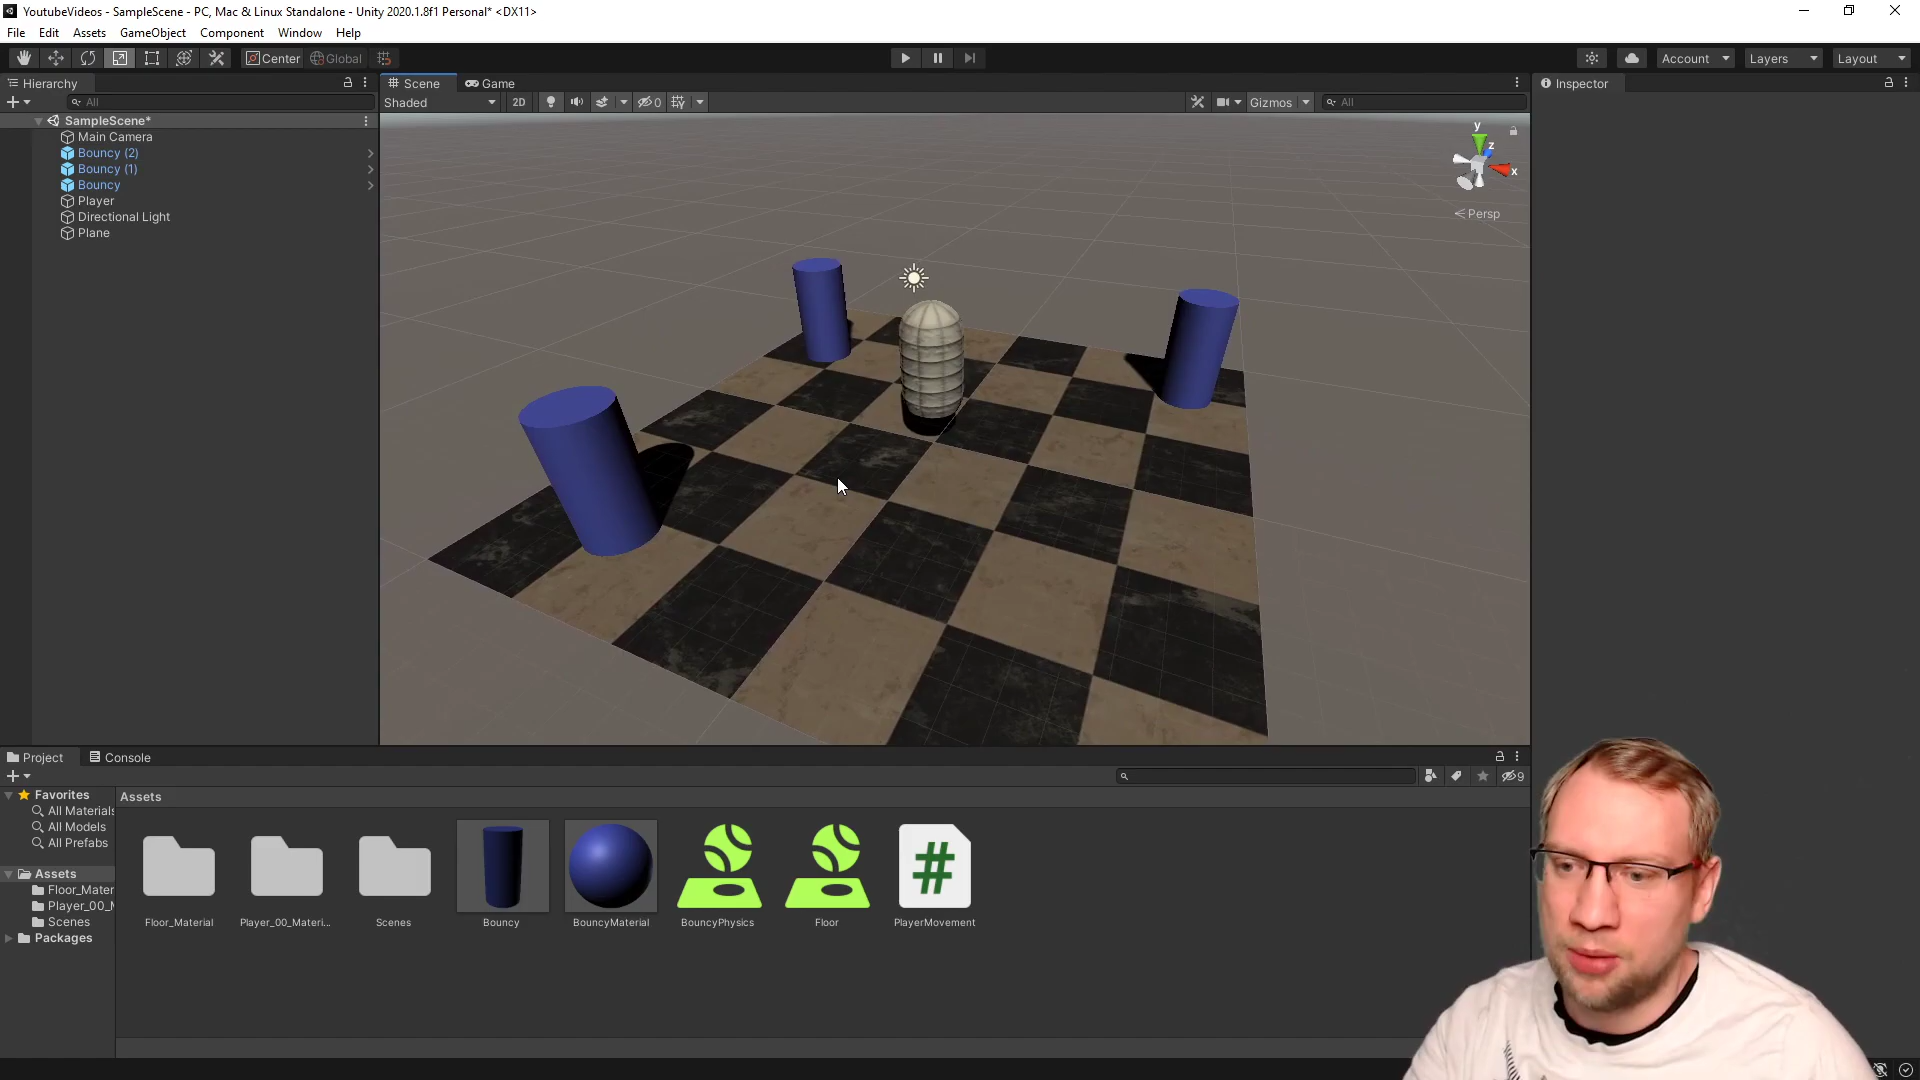 YoutubeVideos - SampleScene - PC, Mac & Linux Standalone - Unity 2020.1.8f1 Personal* <DX11>
File Edit Assets GameObject Component Window Help
Center Global Account Layers Layout
Hierarchy Scene Game Inspector
All Shaded 2D 0 Gizmos All
SampleScene*
Main Camera
Bouncy (2)
Bouncy (1)
Bouncy
Player
Directional Light
Plane
y
z
x
Persp
Project Console
9
Favorites
All Materials
All Models
All Prefabs
Assets
Floor_Mater
Player_00_M
Scenes
Packages
Assets
Floor_Material Player_00_Materi... Scenes Bouncy BouncyMaterial BouncyPhysics Floor PlayerMovement